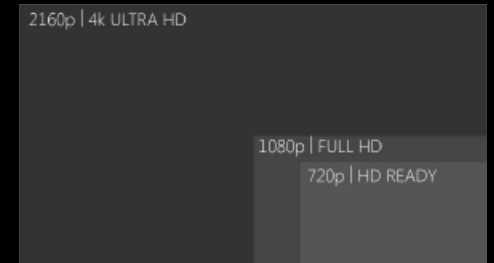 2160p | 4k ULTRA HD
1080p | FULL HD
720p | HD READY